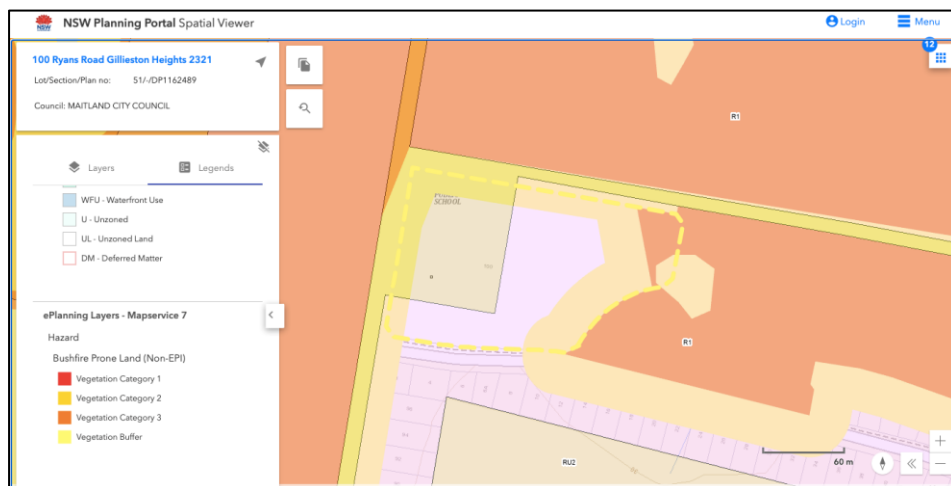 NSW Planning Portal Spatial Viewer
Login
Menu
12
100 Ryans Road Gillieston Heights 2321
Lot/Section/Plan no: 51/-/DP1162489
Council: MAITLAND CITY COUNCIL
Layers
Legends
WFU - Waterfront Use
U - Unzoned
UL - Unzoned Land
DM - Deferred Matter
ePlanning Layers - Mapservice 7
Hazard
Bushfire Prone Land (Non-EPI)
Vegetation Category 1
Vegetation Category 2
Vegetation Category 3
Vegetation Buffer
R1
SCHOOL
R1
RU2
60 m